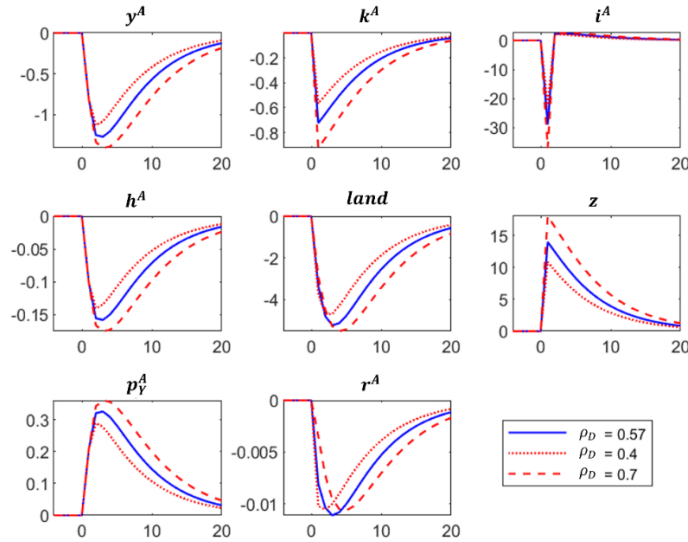 y^A
0
-0.5
-1
0 10 20
k^A
-0.2
-0.4
-0.6
-0.8
0 10 20
i^A
0
-10
-20
-30
0 10 20
h^A
0
-0.05
-0.1
-0.15
0 10 20
land
0
-2
-4
0 10 20
z
15
10
5
0
0 10 20
p_Y^A
0.3
0.2
0.1
0
0 10 20
r^A
0
-0.005
-0.01
0 10 20
ρ_D = 0.57
ρ_D = 0.4
ρ_D = 0.7